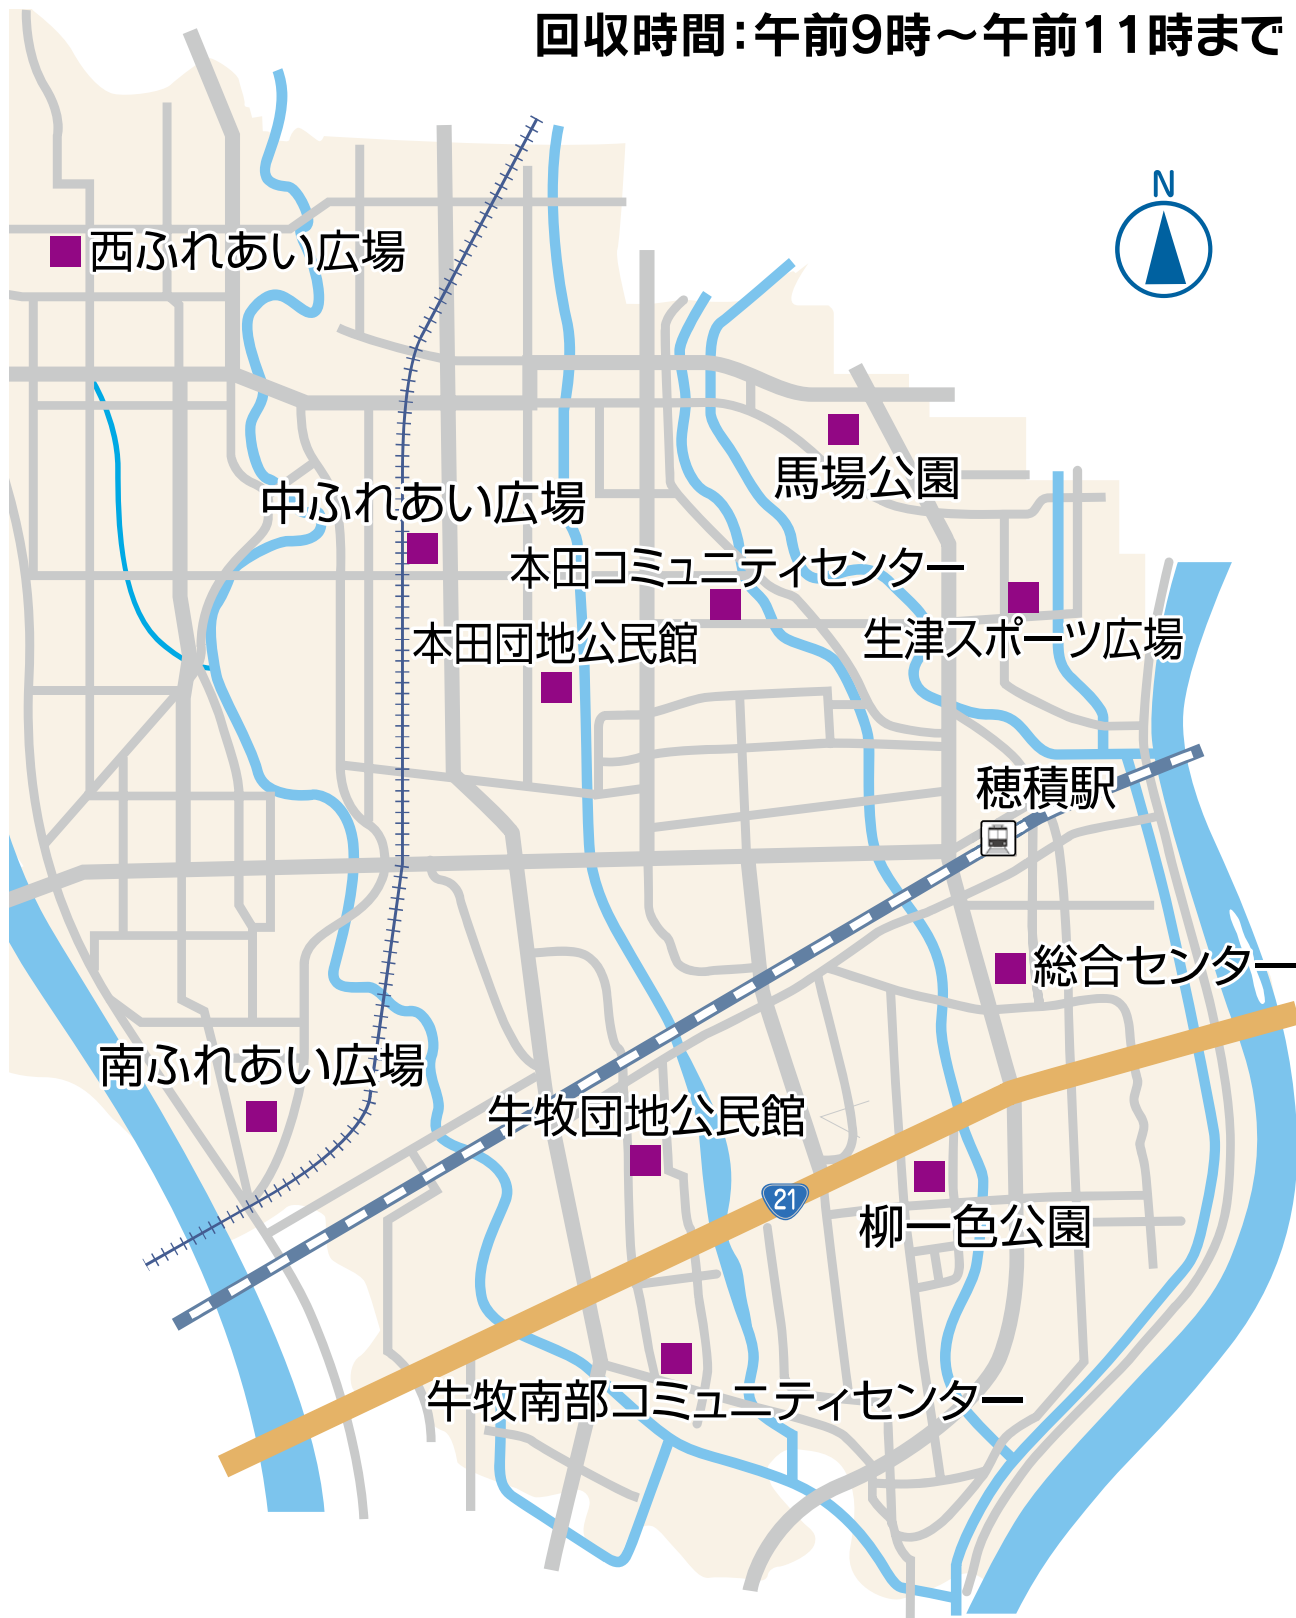 回収時間：午前9時～午前11時まで
N
西ふれあい広場
馬場公園
中ふれあい広場
本田コミュニティセンター
本田団地公民館
生津スポーツ広場
穂積駅
総合センター
南ふれあい広場
牛牧団地公民館
21
柳一色公園
牛牧南部コミュニティセンター